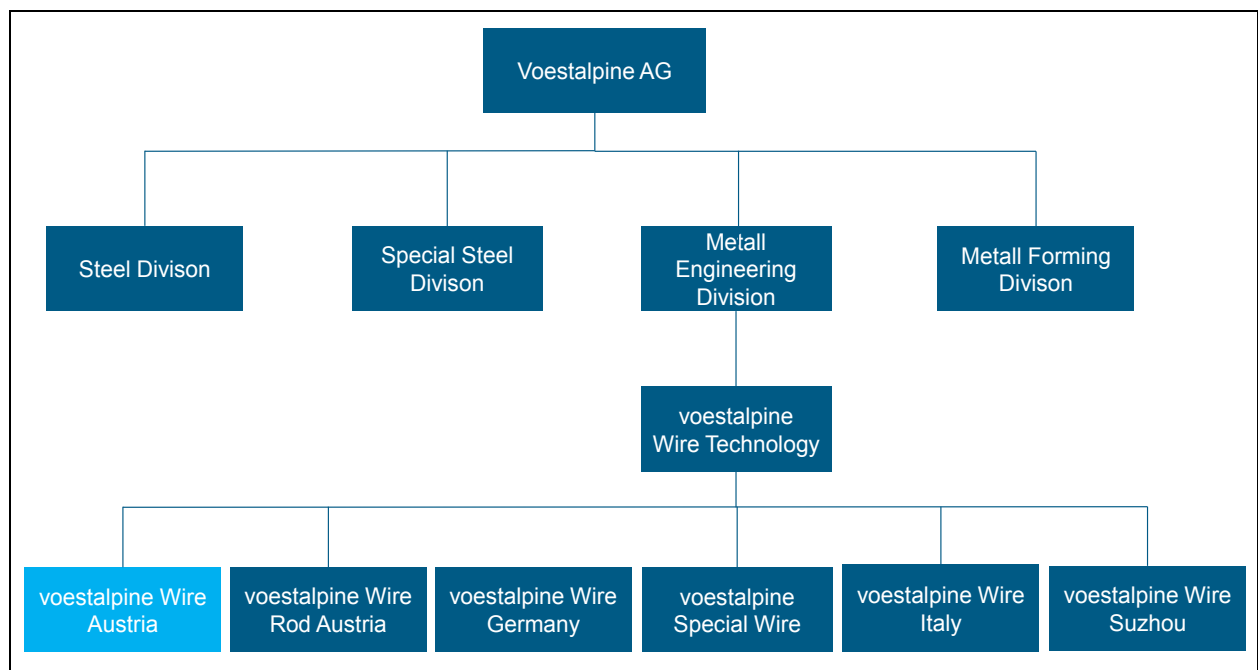 Voestalpine AG
Steel Divison
Special Steel
Divison
Metall
Engineering
Division
Metall Forming
Divison
voestalpine
Wire Technology
voestalpine Wire
Austria
voestalpine Wire
Rod Austria
voestalpine Wire
Germany
voestalpine
Special Wire
voestalpine Wire
Italy
voestalpine Wire
Suzhou